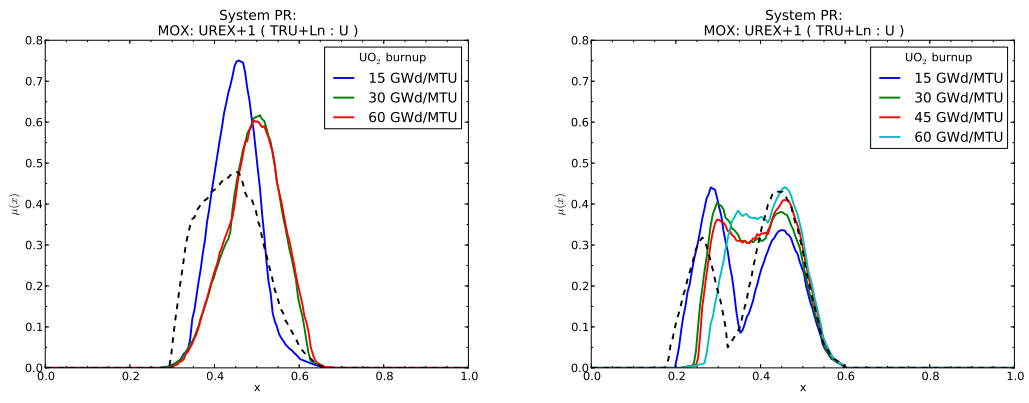 System PR:
MOX: UREX+1 ( TRU+Ln : U )
0.8
0.7
0.6
0.5
0.4
0.3
0.2
0.1
0.0
μ(x)
UO₂ burnup
15 GWd/MTU
30 GWd/MTU
60 GWd/MTU
0.0 0.2 0.4 0.6 0.8 1.0
x
System PR:
MOX: UREX+1 ( TRU+Ln : U )
0.8
0.7
0.6
0.5
0.4
0.3
0.2
0.1
0.0
μ(x)
UO₂ burnup
15 GWd/MTU
30 GWd/MTU
45 GWd/MTU
60 GWd/MTU
0.0 0.2 0.4 0.6 0.8 1.0
x